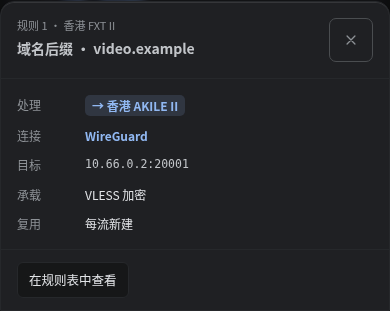 规则 1 · 香港 FXT II
域名后缀 · video.example
处理 → 香港 AKILE II
连接 WireGuard
目标 10.66.0.2:20001
承载 VLESS 加密
复用 每流新建
在规则表中查看